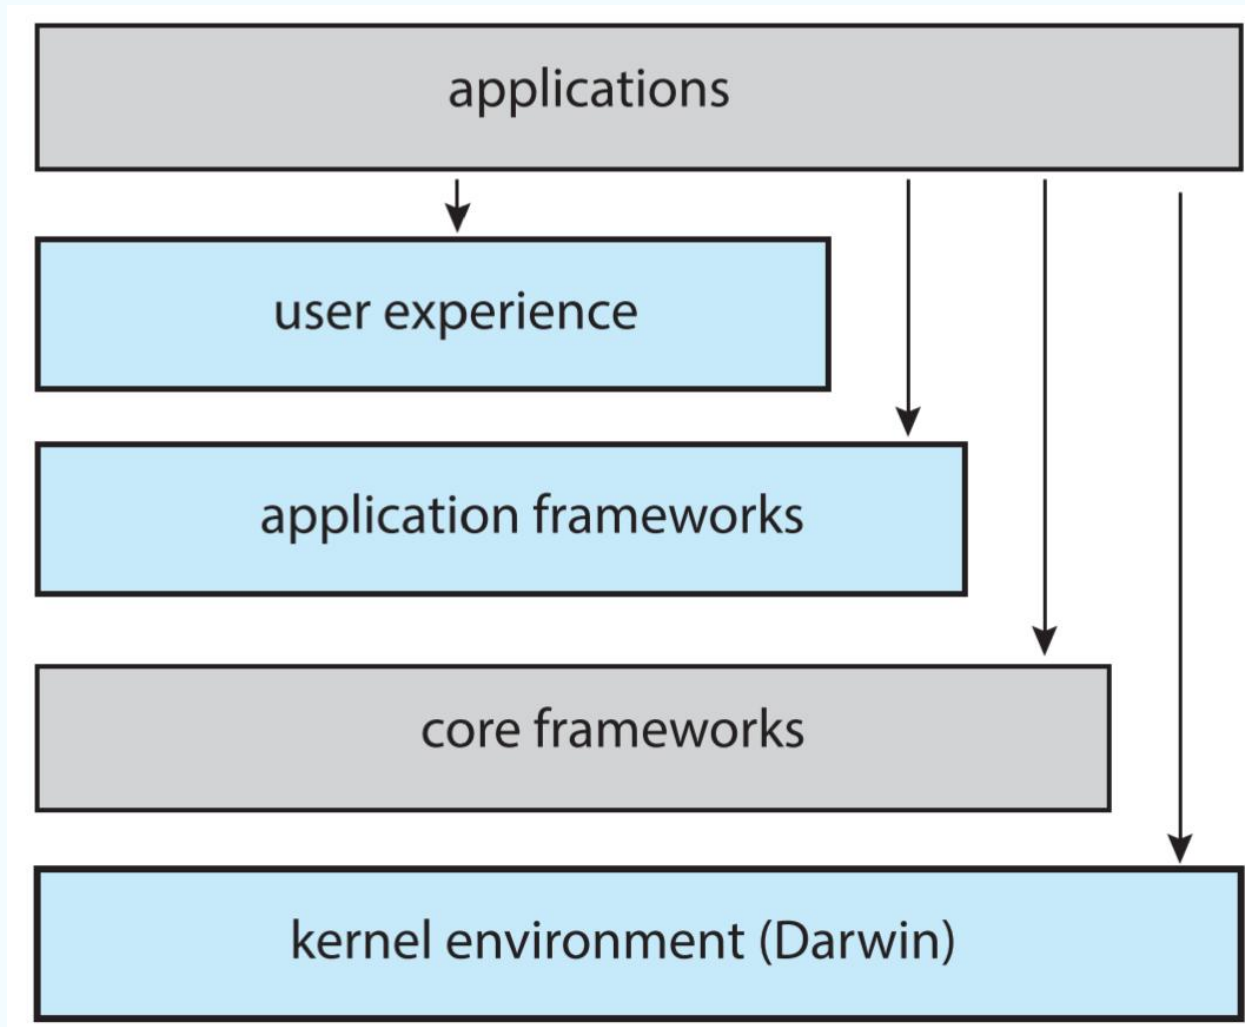 applications
user experience
application frameworks
core frameworks
kernel environment (Darwin)